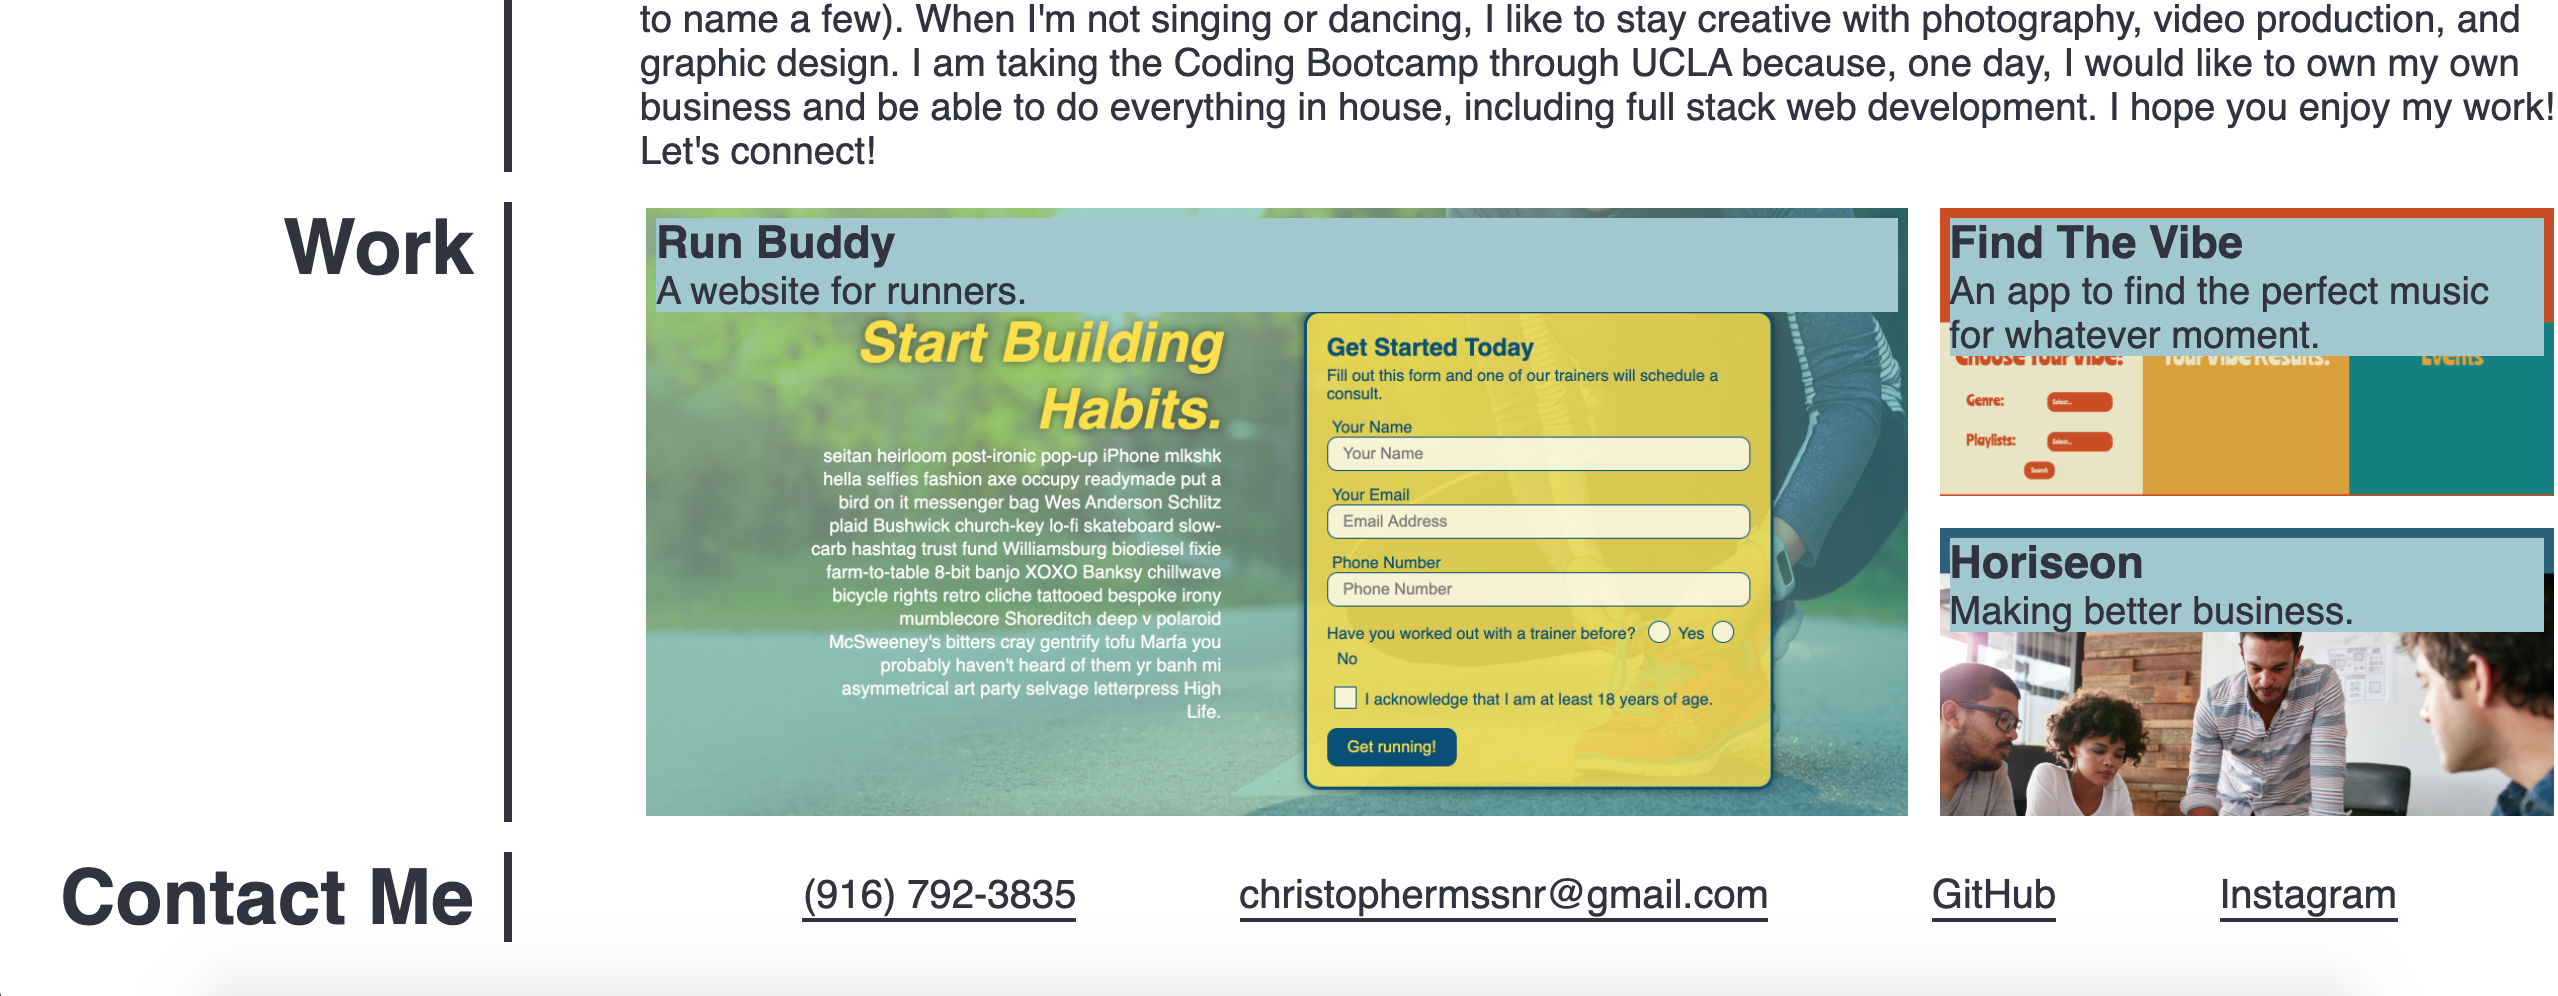 to name a few). When I'm not singing or dancing, I like to stay creative with photography, video production, and
graphic design. I am taking the Coding Bootcamp through UCLA because, one day, I would like to own my own
business and be able to do everything in house, including full stack web development. I hope you enjoy my work!
Let's connect!
Work
Run Buddy
A website for runners.
Start Building
Habits.
seitan heirloom post-ironic pop-up iPhone mlkshk
hella selfies fashion axe occupy readymade put a
bird on it messenger bag Wes Anderson Schlitz
plaid Bushwick church-key lo-fi skateboard slow-
carb hashtag trust fund Williamsburg biodiesel fixie
farm-to-table 8-bit banjo XOXO Banksy chillwave
bicycle rights retro cliche tattooed bespoke irony
mumblecore Shoreditch deep v polaroid
McSweeney's bitters cray gentrify tofu Marfa you
probably haven't heard of them yr banh mi
asymmetrical art party selvage letterpress High
Life.
Get Started Today
Fill out this form and one of our trainers will schedule a
consult.
Your Name
Your Name
Your Email
Email Address
Phone Number
Phone Number
Have you worked out with a trainer before? Yes
No
I acknowledge that I am at least 18 years of age.
Get running!
Find The Vibe
An app to find the perfect music
for whatever moment.
Choose Your Vibe: Your Vibe Results: Events
Genre: Select...
Playlists: Select...
Search
Horiseon
Making better business.
Contact Me
(916) 792-3835 christophermssnr@gmail.com GitHub Instagram